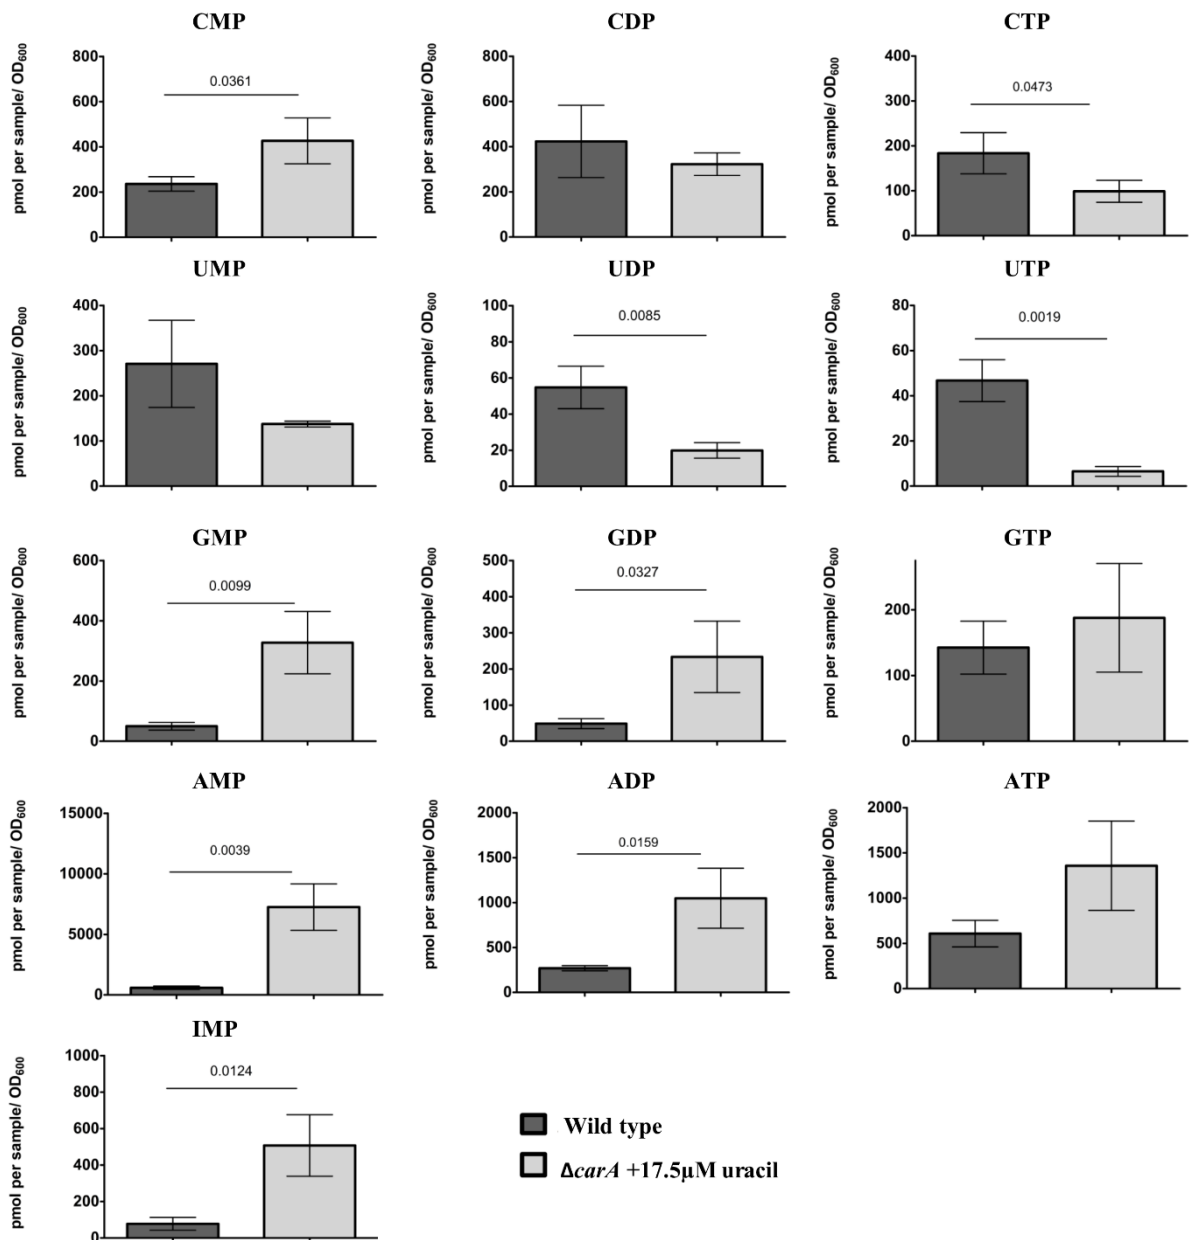 CMP
CDP
CTP
pmol per sample/ OD600
800
600
400
200
0
0.0361
pmol per sample/ OD600
800
600
400
200
0
pmol per sample/ OD600
400
300
200
100
0
0.0473
UMP
UDP
UTP
pmol per sample/ OD600
400
300
200
100
0
pmol per sample/ OD600
100
80
60
40
20
0
0.0085
pmol per sample/ OD600
80
60
40
20
0
0.0019
GMP
GDP
GTP
pmol per sample/ OD600
600
400
200
0
0.0099
pmol per sample/ OD600
500
400
300
200
100
0
0.0327
pmol per sample/ OD600
200
100
0
AMP
ADP
ATP
pmol per sample/ OD600
15000
10000
5000
0
0.0039
pmol per sample/ OD600
2000
1500
1000
500
0
0.0159
pmol per sample/ OD600
2000
1500
1000
500
0
IMP
pmol per sample/ OD600
1000
800
600
400
200
0
0.0124
Wild type
ΔcarA +17.5µM uracil